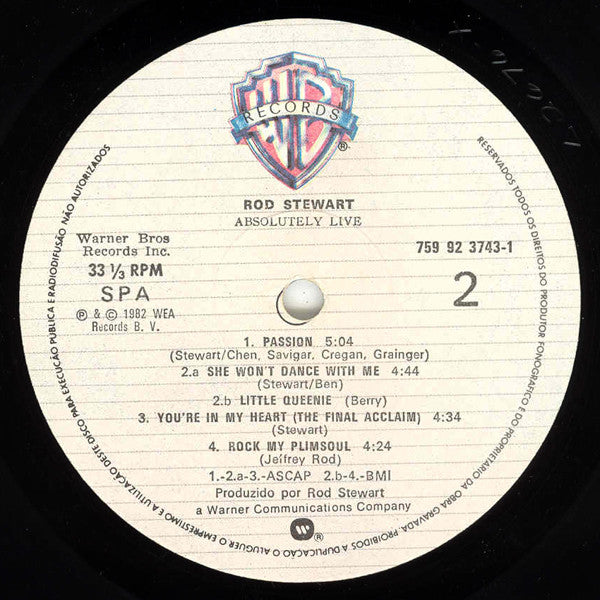 WB
RECORDS
®
ROD STEWART
ABSOLUTELY LIVE
Warner Bros
Records Inc.
33 ⅓ RPM
SPA
℗ & © 1982 WEA
Records B. V.
759 92 3743-1
2
1. PASSION 5:04
(Stewart/Chen, Savigar, Cregan, Grainger)
2.a SHE WON'T DANCE WITH ME 4:44
(Stewart/Ben)
2.b LITTLE QUEENIE (Berry)
3. YOU'RE IN MY HEART (THE FINAL ACCLAIM) 4:34
(Stewart)
4. ROCK MY PLIMSOUL 4:24
(Jeffrey Rod)
1.-2.a-3.-ASCAP 2.b-4.-BMI
Produzido por Rod Stewart
a Warner Communications Company
®
RESERVADOS TODOS OS DIREITOS DO PRODUTOR FONOGRAFICO E DO PROPRIETARIO DA OBRA GRAVADA. PROIBIDOS A DUPLICAÇÃO O ALUGUER O EMPRESTIMO E A UTILIZAÇÃO DESTE DISCO PARA EXECUÇÃO PÚBLICA E RADIODIFUSÃO NÃO AUTORIZADOS